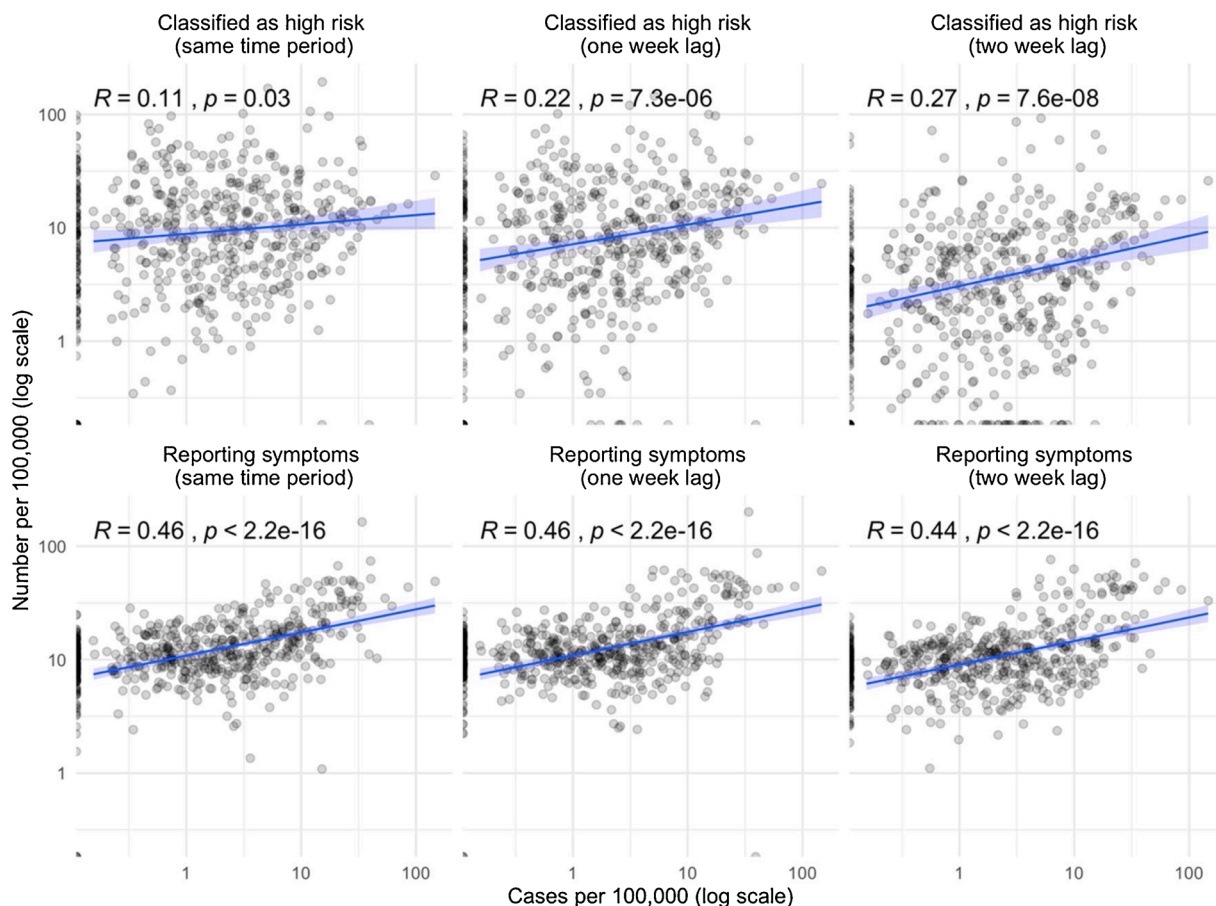 Classified as high risk
(same time period)
Classified as high risk
(one week lag)
Classified as high risk
(two week lag)
R = 0.11 , p = 0.03
R = 0.22 , p = 7.3e-06
R = 0.27 , p = 7.6e-08
100
10
1
Number per 100,000 (log scale)
Reporting symptoms
(same time period)
Reporting symptoms
(one week lag)
Reporting symptoms
(two week lag)
R = 0.46 , p < 2.2e-16
R = 0.46 , p < 2.2e-16
R = 0.44 , p < 2.2e-16
100
10
1
1 10 100
1 10 100
1 10 100
Cases per 100,000 (log scale)